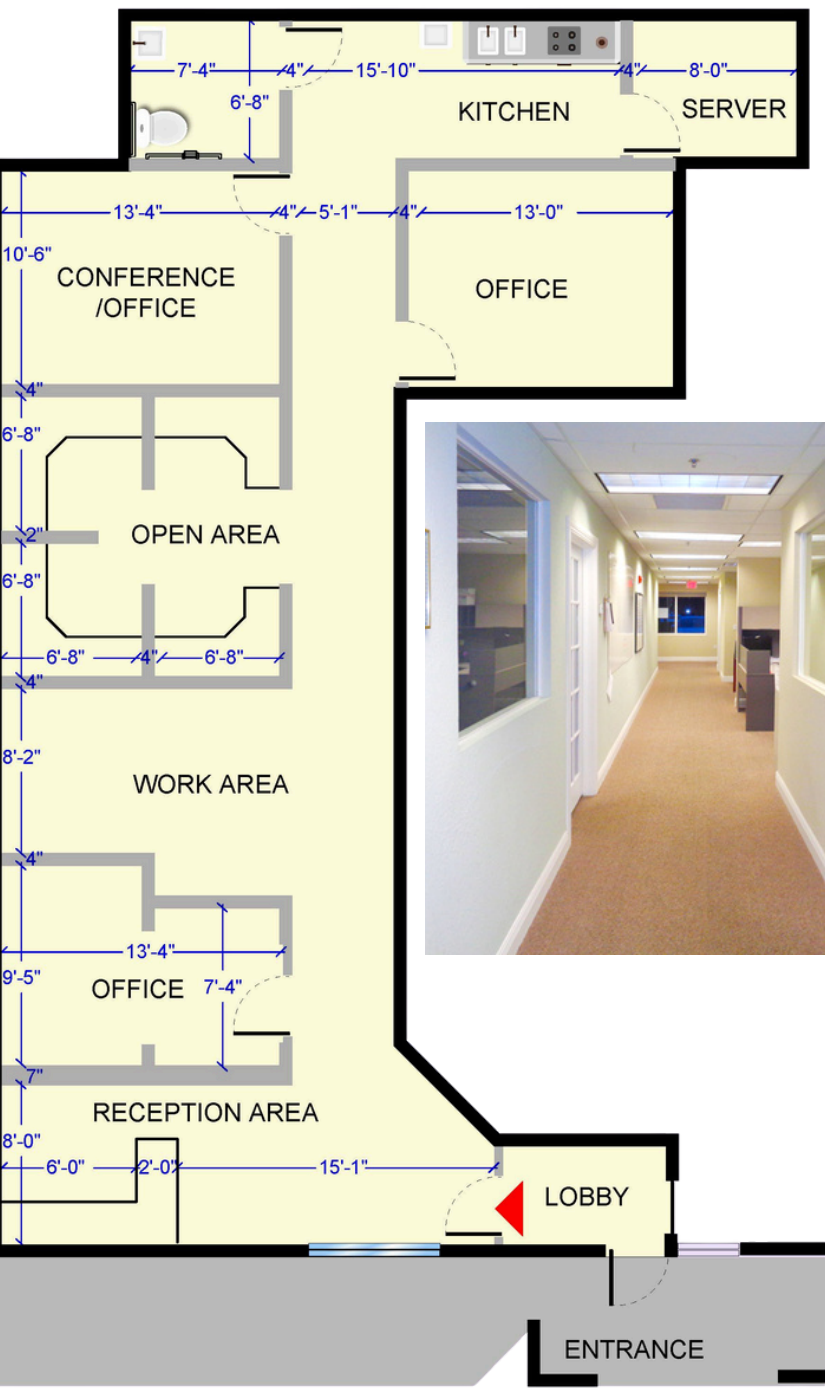 7'-4"
4"
15'-10"
4"
8'-0"
6'-8"
KITCHEN
SERVER
13'-4"
4"
5'-1"
4"
13'-0"
10'-6"
CONFERENCE
/OFFICE
OFFICE
4"
6'-8"
OPEN AREA
2"
6'-8"
6'-8"
4"
6'-8"
4"
8'-2"
WORK AREA
4"
13'-4"
9'-5"
OFFICE
7'-4"
7"
RECEPTION AREA
8'-0"
6'-0"
2'-0"
15'-1"
LOBBY
ENTRANCE